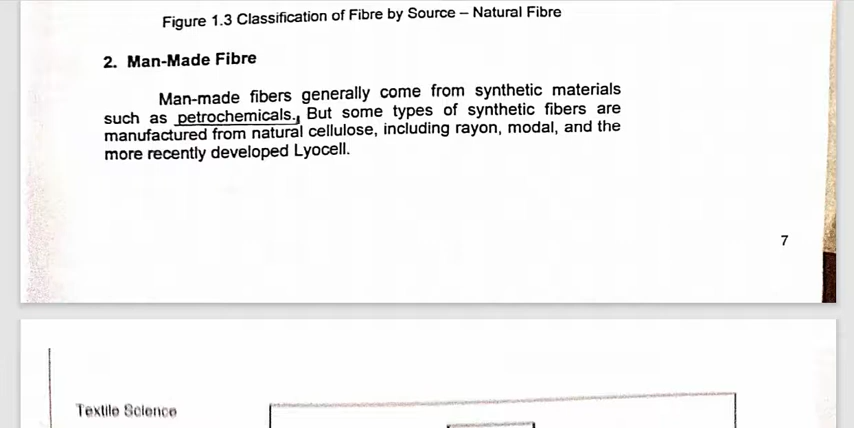 Figure 1.3 Classification of Fibre by Source – Natural Fibre
2. Man-Made Fibre
Man-made fibers generally come from synthetic materials
such as petrochemicals., But some types of synthetic fibers are
manufactured from natural cellulose, including rayon, modal, and the
more recently developed Lyocell.
7
Textile Science